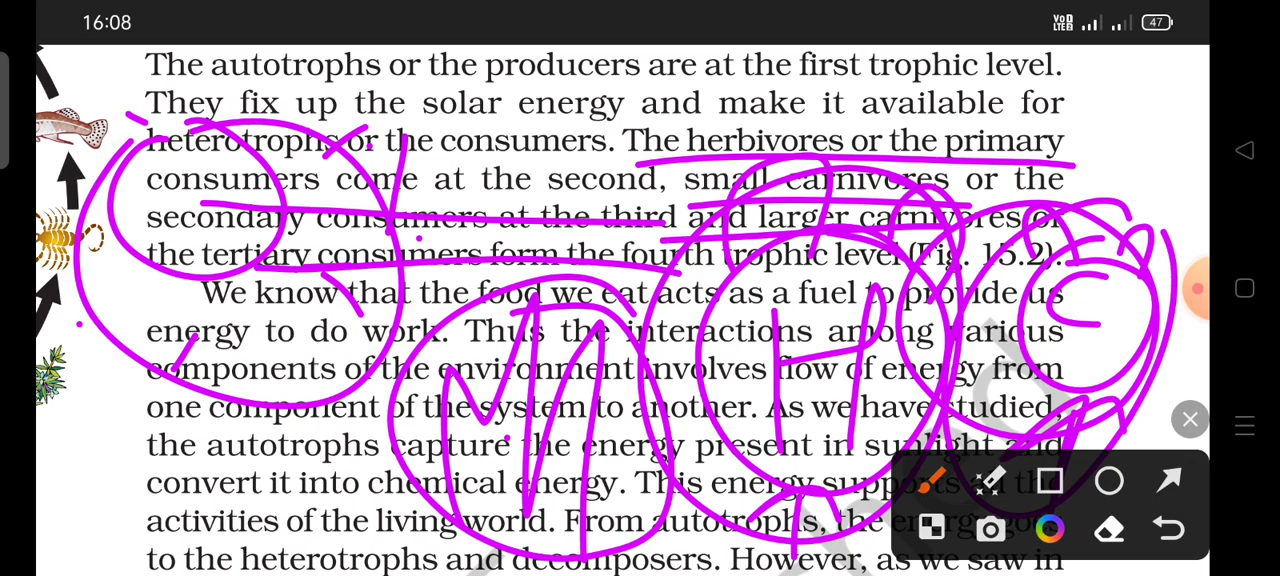 16:08 Vo LTE2 47
The autotrophs or the producers are at the first trophic level.
They fix up the solar energy and make it available for
heterotrophs or the consumers. The herbivores or the primary
consumers come at the second, small carnivores or the
secondary consumers at the third and larger carnivores or
the tertiary consumers form the fourth trophic level (Fig. 15.2).
We know that the food we eat acts as a fuel to provide us
energy to do work. Thus the interactions among various
components of the environment involves flow of energy from
one component of the system to another. As we have studied,
the autotrophs capture the energy present in sunlight and
convert it into chemical energy. This energy supports all the
activities of the living world. From autotrophs, the energy goes
to the heterotrophs and decomposers. However, as we saw in
M H C